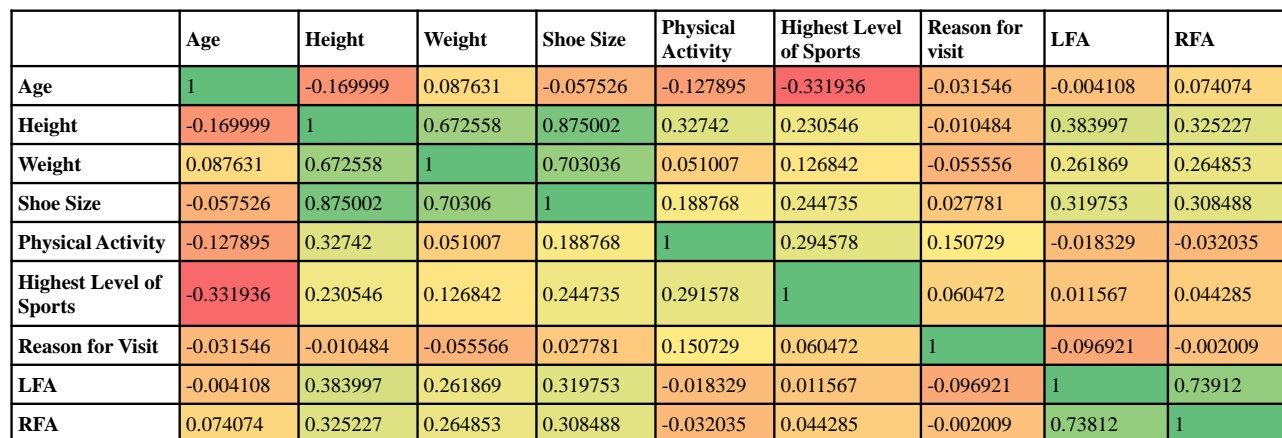 Age Height Weight Shoe Size Physical Activity Highest Level of Sports Reason for visit LFA RFA
Age 1 -0.169999 0.087631 -0.057526 -0.127895 -0.331936 -0.031546 -0.004108 0.074074
Height -0.169999 1 0.672558 0.875002 0.32742 0.230546 -0.010484 0.383997 0.325227
Weight 0.087631 0.672558 1 0.703036 0.051007 0.126842 -0.055556 0.261869 0.264853
Shoe Size -0.057526 0.875002 0.70306 1 0.188768 0.244735 0.027781 0.319753 0.308488
Physical Activity -0.127895 0.32742 0.051007 0.188768 1 0.294578 0.150729 -0.018329 -0.032035
Highest Level of Sports -0.331936 0.230546 0.126842 0.244735 0.291578 1 0.060472 0.011567 0.044285
Reason for Visit -0.031546 -0.010484 -0.055566 0.027781 0.150729 0.060472 1 -0.096921 -0.002009
LFA -0.004108 0.383997 0.261869 0.319753 -0.018329 0.011567 -0.096921 1 0.73912
RFA 0.074074 0.325227 0.264853 0.308488 -0.032035 0.044285 -0.002009 0.73812 1